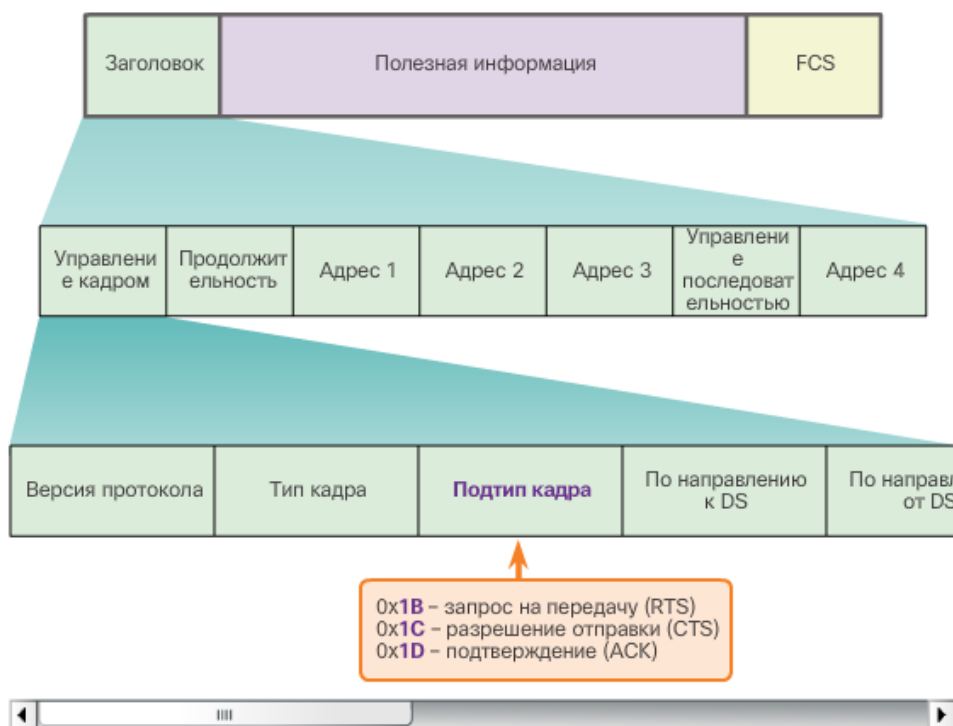 Заголовок
Полезная информация
FCS
Управлени
е кадром
Продолжит
ельность
Адрес 1
Адрес 2
Адрес 3
Управлени
е
последоват
ельностью
Адрес 4
Версия протокола
Тип кадра
Подтип кадра
По направлению
к DS
По направл
от DS
0x1B – запрос на передачу (RTS)
0x1C – разрешение отправки (CTS)
0x1D – подтверждение (ACK)